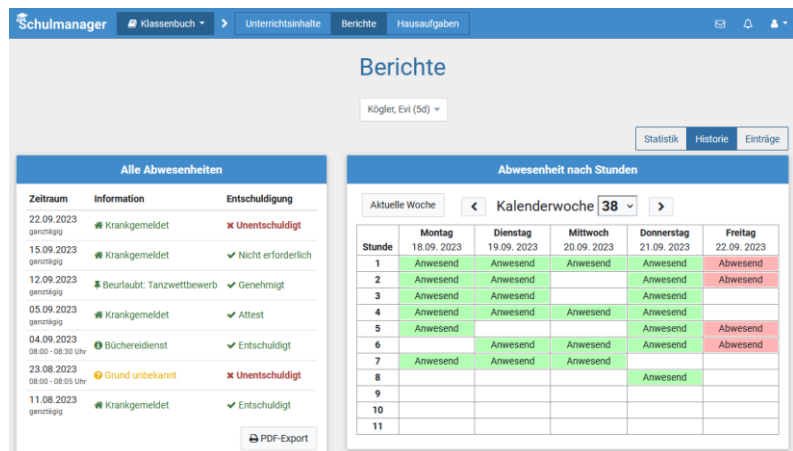 Schulmanager Klassenbuch Unterrichtsinhalte Berichte Hausaufgaben
Berichte
Kögler, Evi (5d)
Statistik Historie Einträge
Alle Abwesenheiten
Zeitraum Information Entschuldigung
22.09.2023 Krankgemeldet Unentschuldigt
ganztägig
15.09.2023 Krankgemeldet Nicht erforderlich
ganztägig
12.09.2023 Beurlaubt: Tanzwettbewerb Genehmigt
ganztägig
05.09.2023 Krankgemeldet Attest
ganztägig
04.09.2023 Büchereidienst Entschuldigt
08:00 - 08:30 Uhr
23.08.2023 Grund unbekannt Unentschuldigt
08:00 - 08:05 Uhr
11.08.2023 Krankgemeldet Entschuldigt
ganztägig
PDF-Export
Abwesenheit nach Stunden
Aktuelle Woche Kalenderwoche 38
Montag Dienstag Mittwoch Donnerstag Freitag
Stunde 18.09. 2023 19.09. 2023 20.09. 2023 21.09. 2023 22.09. 2023
1 Anwesend Anwesend Anwesend Anwesend Abwesend
2 Anwesend Anwesend Anwesend Abwesend
3 Anwesend Anwesend Anwesend
4 Anwesend Anwesend Anwesend Anwesend
5 Anwesend Anwesend Abwesend
6 Anwesend Anwesend Anwesend Abwesend
7 Anwesend Anwesend Anwesend
8 Anwesend
9
10
11